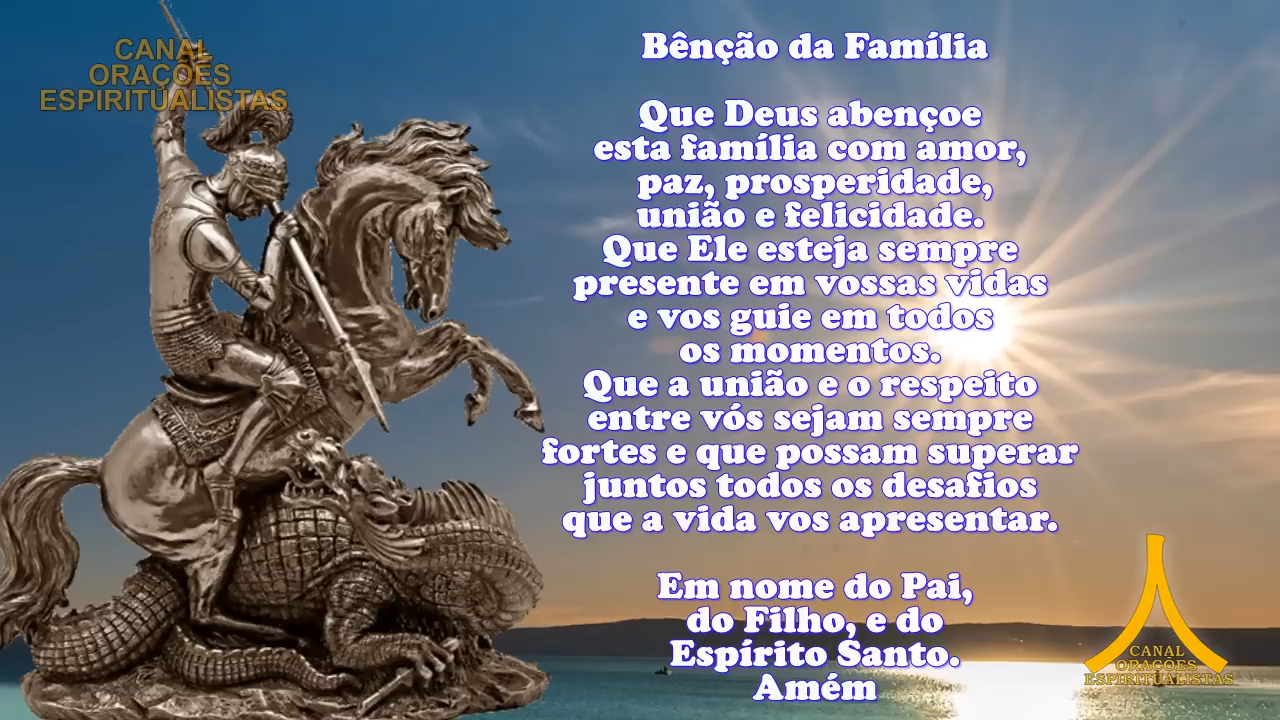 CANAL
ORAÇÕES
ESPIRITUALISTAS
Bênção da Família
Que Deus abençoe
esta família com amor,
paz, prosperidade,
união e felicidade.
Que Ele esteja sempre
presente em vossas vidas
e vos guie em todos
os momentos.
Que a união e o respeito
entre vós sejam sempre
fortes e que possam superar
juntos todos os desafios
que a vida vos apresentar.
Em nome do Pai,
do Filho, e do
Espírito Santo.
Amém
CANAL
ORAÇÕES
ESPIRITUALISTAS